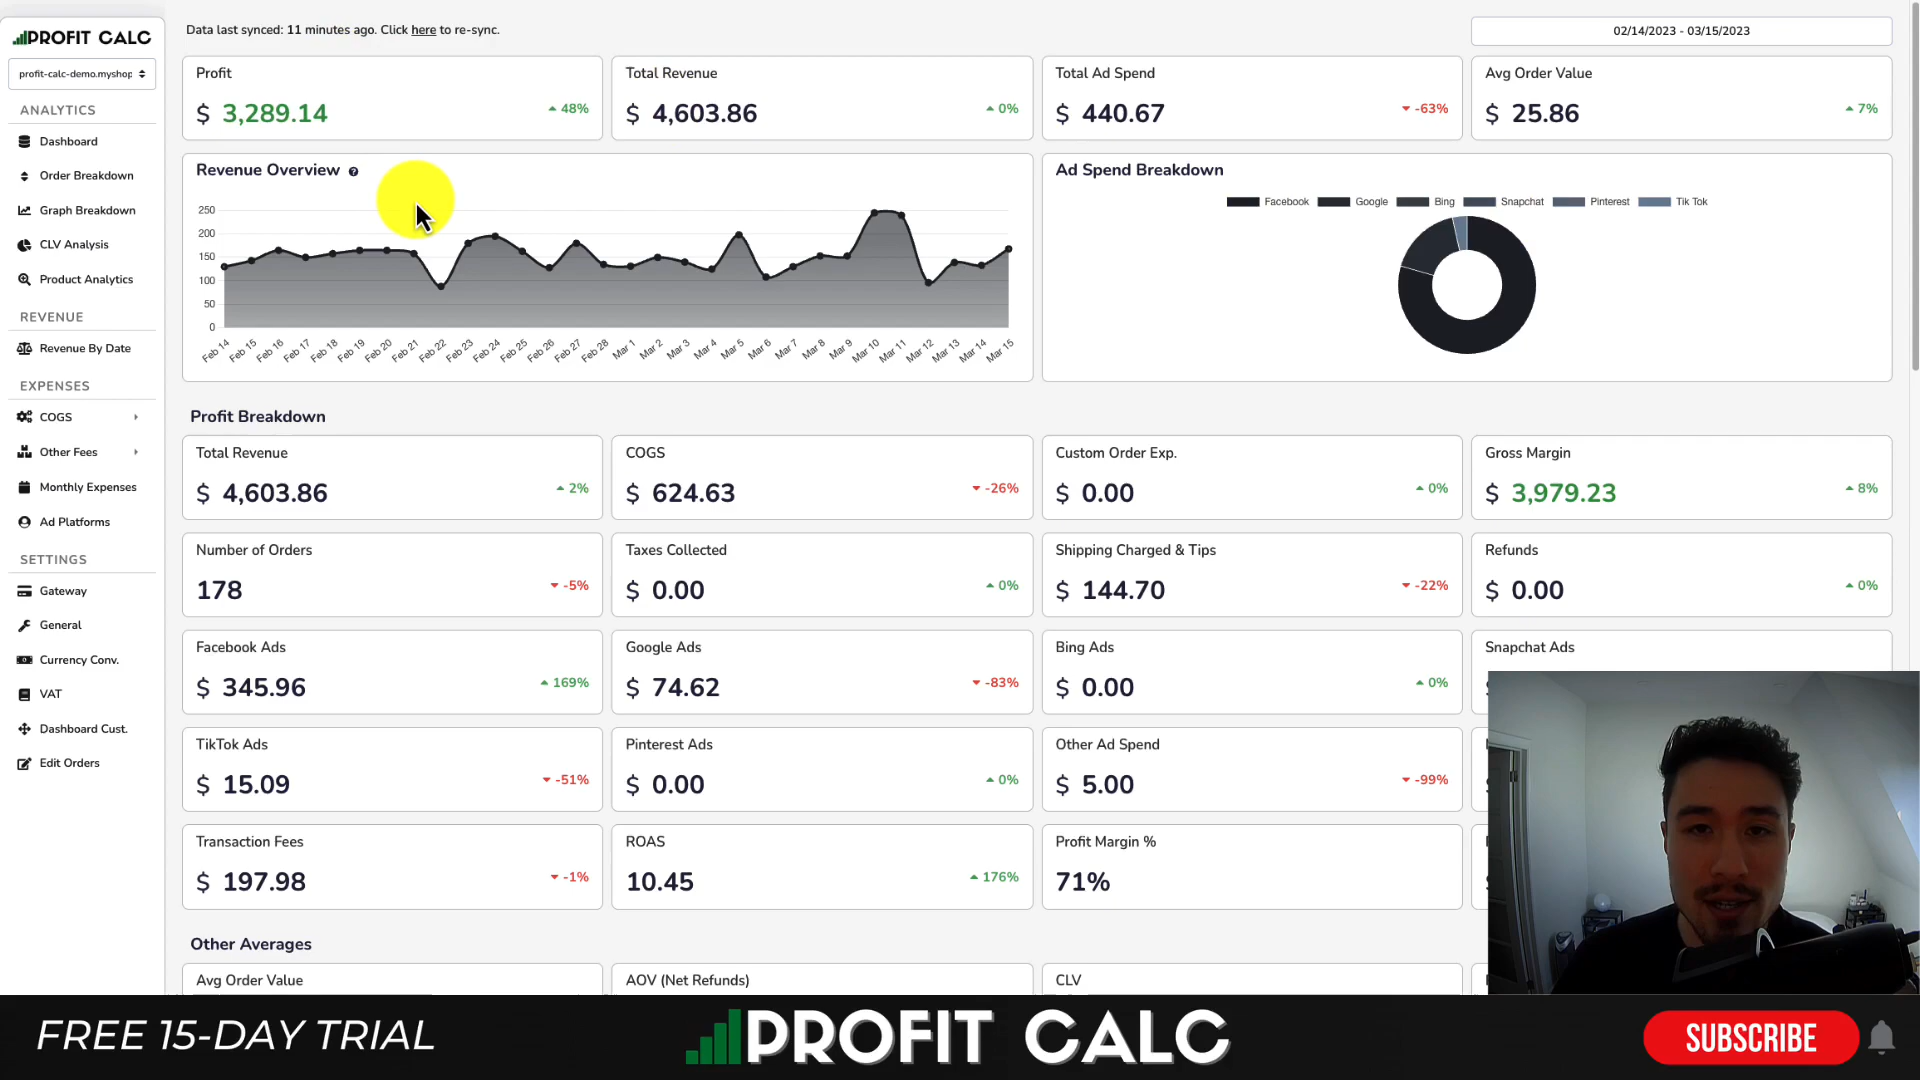 PROFIT CALC
Data last synced: 11 minutes ago. Click here to re-sync.
02/14/2023 - 03/15/2023
profit-calc-demo.myshop
ANALYTICS
Dashboard
Order Breakdown
Graph Breakdown
CLV Analysis
Product Analytics
REVENUE
Revenue By Date
EXPENSES
COGS
Other Fees
Monthly Expenses
Ad Platforms
SETTINGS
Gateway
General
Currency Conv.
VAT
Dashboard Cust.
Edit Orders
Profit
$ 3,289.14 48%
Total Revenue
$ 4,603.86 0%
Total Ad Spend
$ 440.67 -63%
Avg Order Value
$ 25.86 7%
Revenue Overview
250
200
150
100
50
0
Feb 14 Feb 15 Feb 16 Feb 17 Feb 18 Feb 19 Feb 20 Feb 21 Feb 22 Feb 23 Feb 24 Feb 25 Feb 26 Feb 27 Feb 28 Mar 1 Mar 2 Mar 3 Mar 4 Mar 5 Mar 6 Mar 7 Mar 8 Mar 9 Mar 10 Mar 11 Mar 12 Mar 13 Mar 14 Mar 15
Ad Spend Breakdown
Facebook Google Bing Snapchat Pinterest Tik Tok
Profit Breakdown
Total Revenue
$ 4,603.86 2%
COGS
$ 624.63 -26%
Custom Order Exp.
$ 0.00 0%
Gross Margin
$ 3,979.23 8%
Number of Orders
178 -5%
Taxes Collected
$ 0.00 0%
Shipping Charged & Tips
$ 144.70 -22%
Refunds
$ 0.00 0%
Facebook Ads
$ 345.96 169%
Google Ads
$ 74.62 -83%
Bing Ads
$ 0.00 0%
Snapchat Ads
TikTok Ads
$ 15.09 -51%
Pinterest Ads
$ 0.00 0%
Other Ad Spend
$ 5.00 -99%
Transaction Fees
$ 197.98 -1%
ROAS
10.45 176%
Profit Margin %
71%
Other Averages
Avg Order Value
AOV (Net Refunds)
CLV
FREE 15-DAY TRIAL
PROFIT CALC
SUBSCRIBE